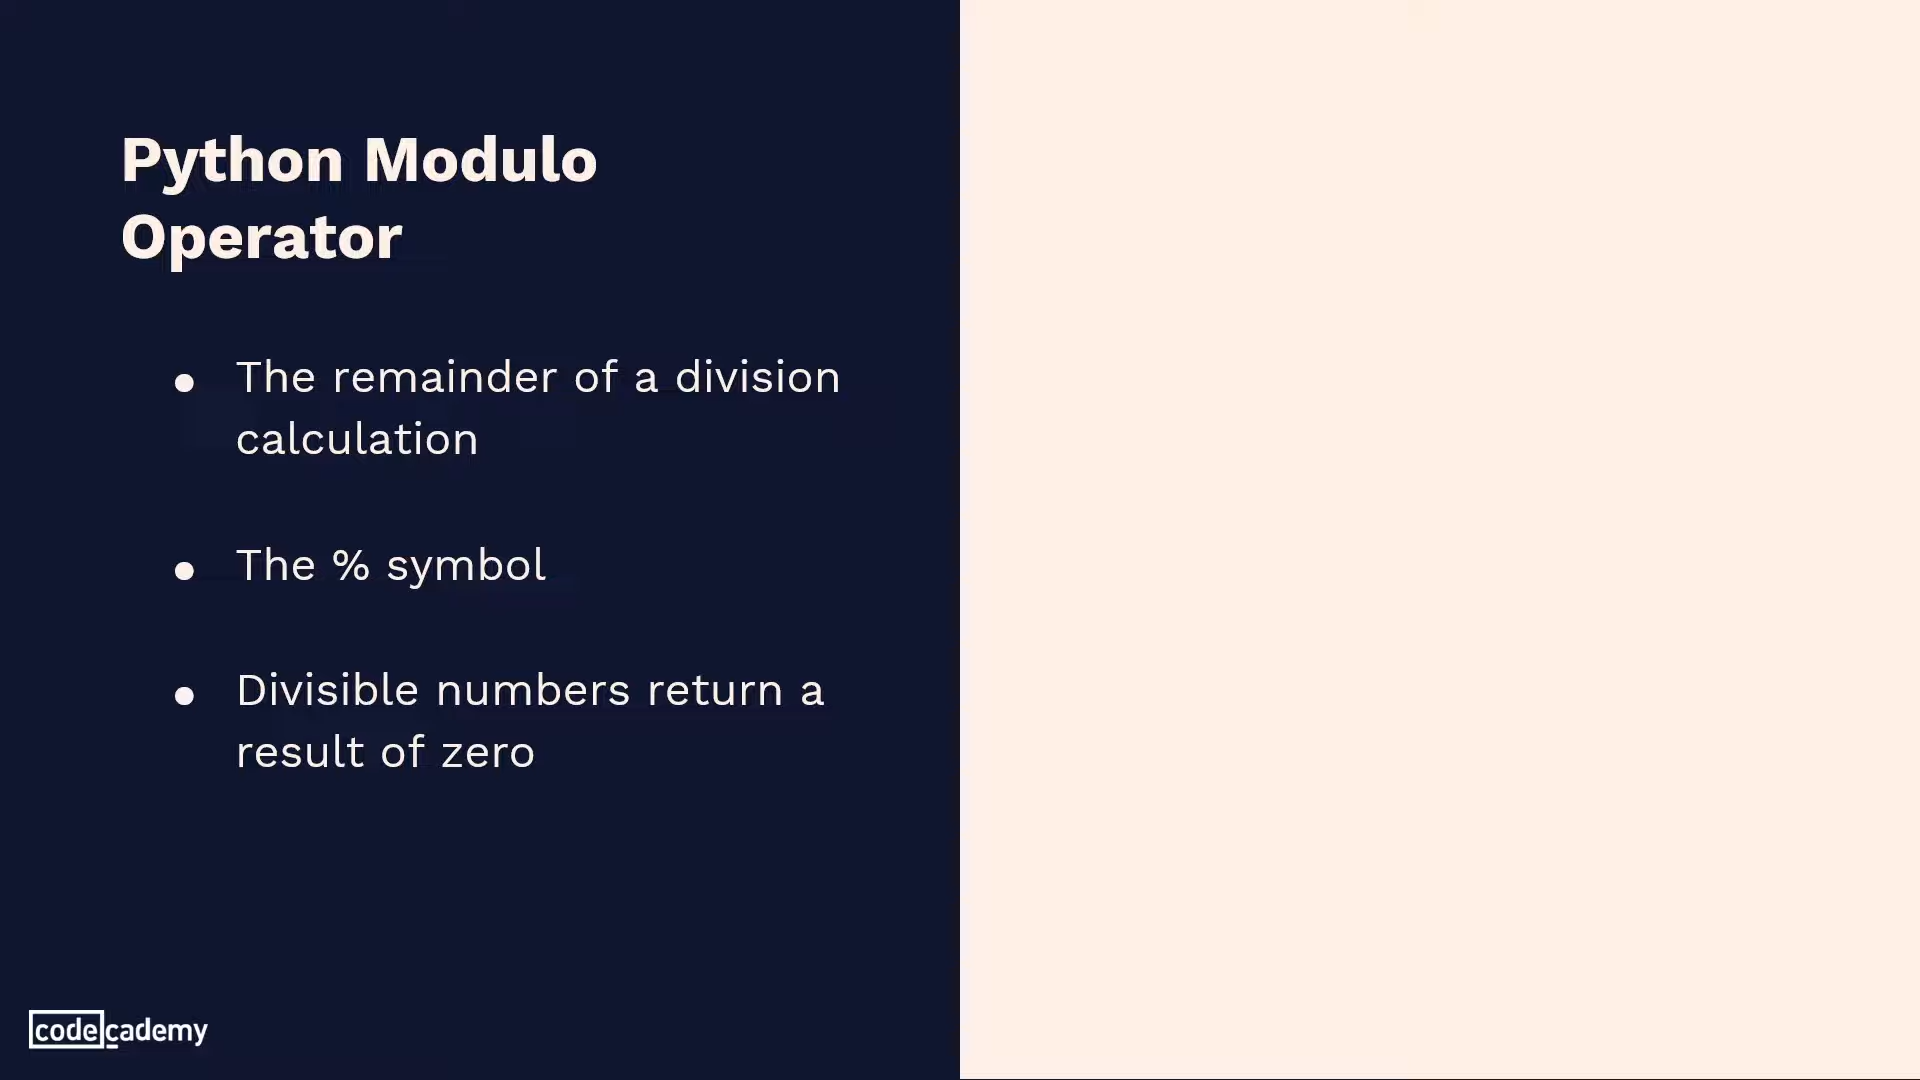 Python Modulo
Operator
● The remainder of a division
calculation
● The % symbol
● Divisible numbers return a
result of zero
codecademy